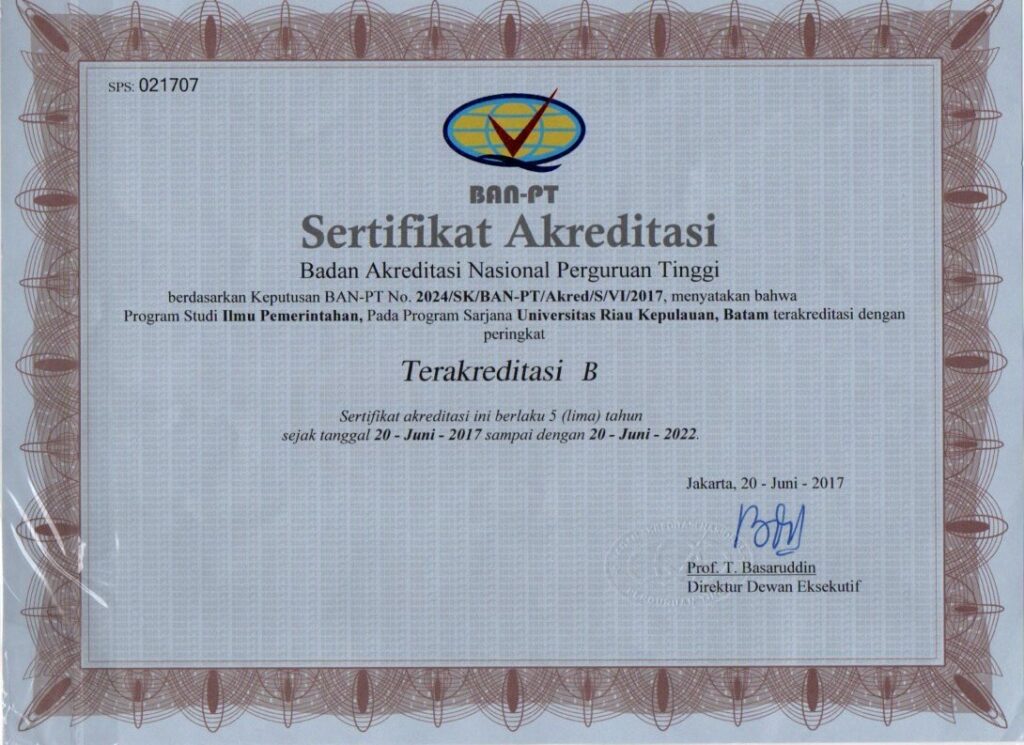 SPS: 021707
BAN-PT
Sertifikat Akreditasi
Badan Akreditasi Nasional Perguruan Tinggi
berdasarkan Keputusan BAN-PT No. 2024/SK/BAN-PT/Akred/S/VI/2017, menyatakan bahwa
Program Studi Ilmu Pemerintahan, Pada Program Sarjana Universitas Riau Kepulauan, Batam terakreditasi dengan
peringkat
Terakreditasi B
Sertifikat akreditasi ini berlaku 5 (lima) tahun
sejak tanggal 20 - Juni - 2017 sampai dengan 20 - Juni - 2022.
Jakarta, 20 - Juni - 2017
Prof. T. Basaruddin
Direktur Dewan Eksekutif